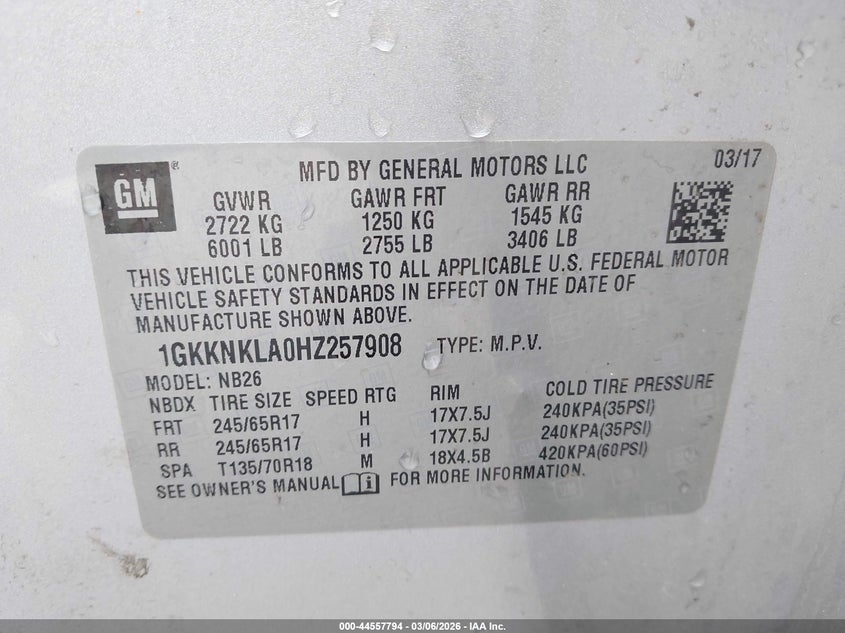 GM ®
MFD BY GENERAL MOTORS LLC 03/17
GVWR GAWR FRT GAWR RR
2722 KG 1250 KG 1545 KG
6001 LB 2755 LB 3406 LB
THIS VEHICLE CONFORMS TO ALL APPLICABLE U.S. FEDERAL MOTOR
VEHICLE SAFETY STANDARDS IN EFFECT ON THE DATE OF
MANUFACTURE SHOWN ABOVE.
1GKKNKLA0HZ257908 TYPE: M.P.V.
MODEL: NB26
NBDX TIRE SIZE SPEED RTG RIM COLD TIRE PRESSURE
FRT 245/65R17 H 17X7.5J 240KPA(35PSI)
RR 245/65R17 H 17X7.5J 240KPA(35PSI)
SPA T135/70R18 M 18X4.5B 420KPA(60PSI)
SEE OWNER'S MANUAL i FOR MORE INFORMATION.
000-44557794 — 03/06/2026 — IAA Inc.